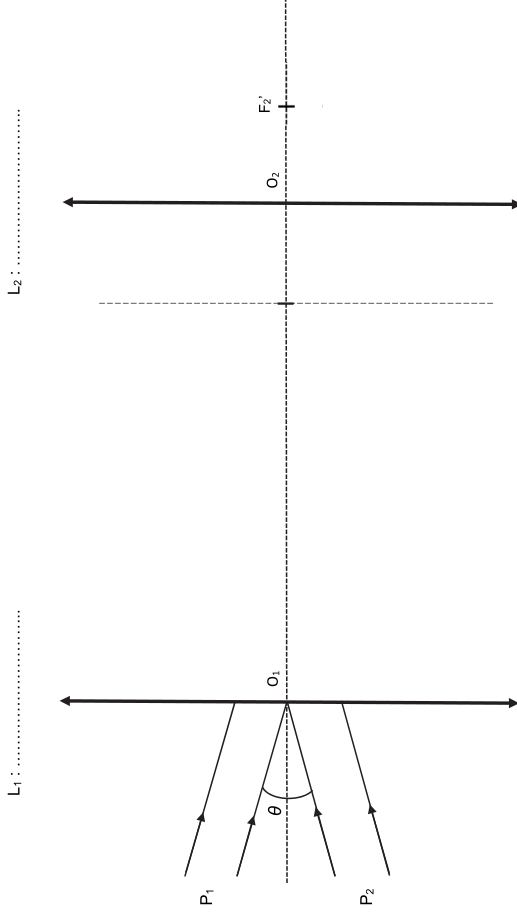 L₁ : ..............................
L₂ : ..............................
P₁
P₂
θ
O₁
O₂
F₂'